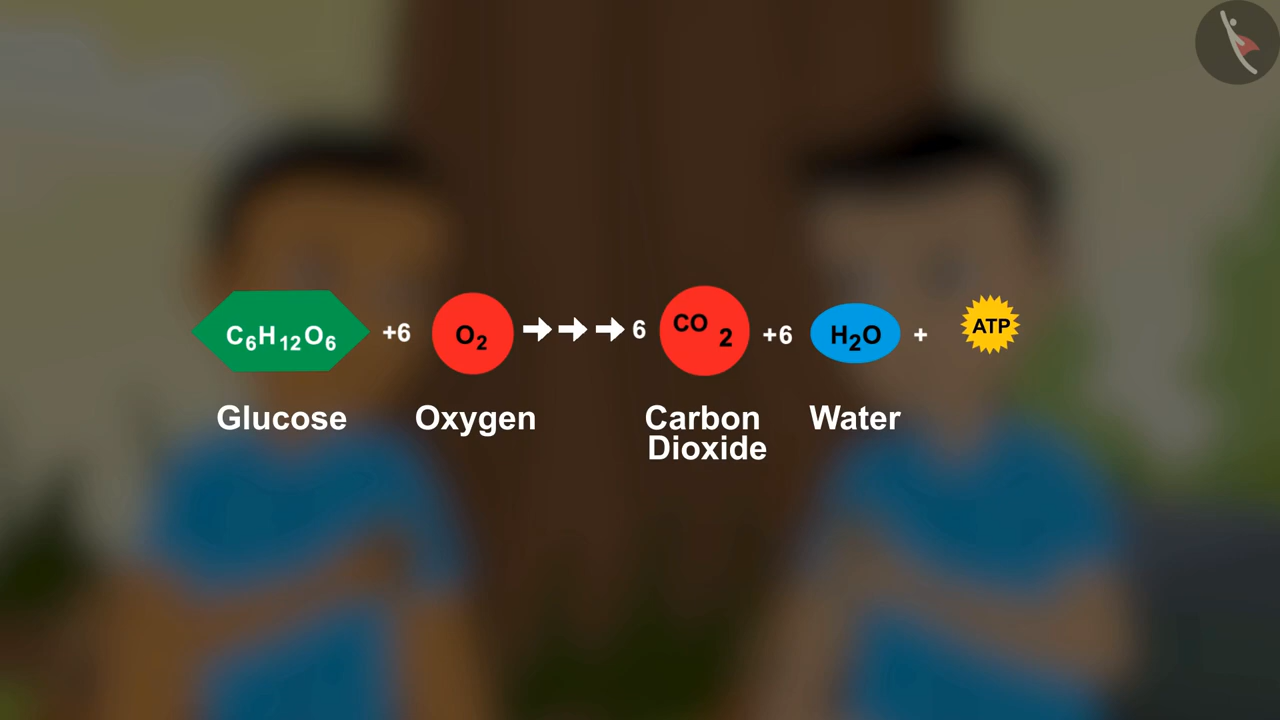 C₆H₁₂O₆ +6 O₂ 6 CO₂ +6 H₂O + ATP
Glucose Oxygen Carbon Dioxide Water